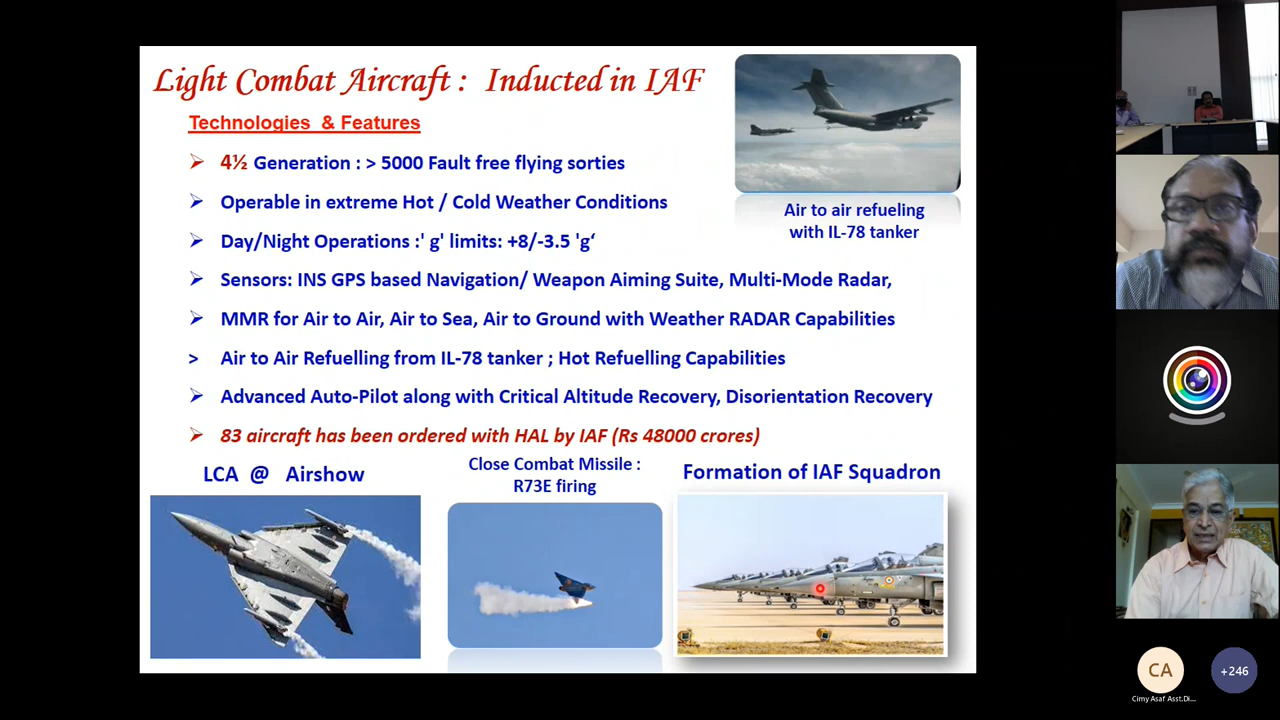 Light Combat Aircraft : Inducted in IAF
Technologies & Features
➢ 4½ Generation : > 5000 Fault free flying sorties
➢ Operable in extreme Hot / Cold Weather Conditions
➢ Day/Night Operations :' g' limits: +8/-3.5 'g‘
➢ Sensors: INS GPS based Navigation/ Weapon Aiming Suite, Multi-Mode Radar,
➢ MMR for Air to Air, Air to Sea, Air to Ground with Weather RADAR Capabilities
> Air to Air Refuelling from IL-78 tanker ; Hot Refuelling Capabilities
➢ Advanced Auto-Pilot along with Critical Altitude Recovery, Disorientation Recovery
➢ 83 aircraft has been ordered with HAL by IAF (Rs 48000 crores)
Air to air refueling
with IL-78 tanker
LCA @ Airshow
Close Combat Missile :
R73E firing
Formation of IAF Squadron
CA
+246
Cimy Asaf Asst.Di...